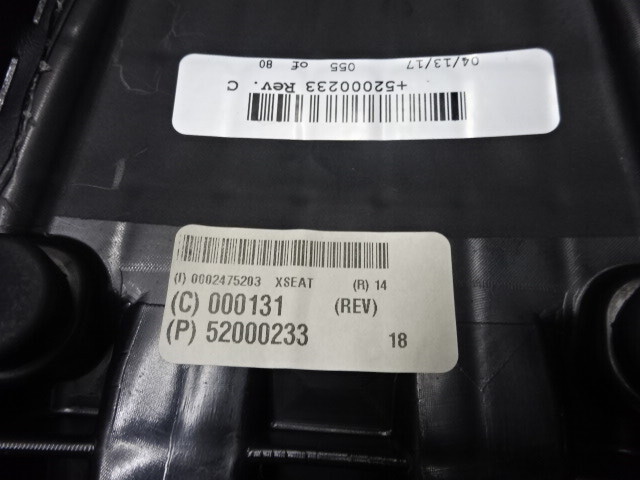 +52000233 Rev. C
04/13/17 055 of 80
(I) 0002475203 XSEAT (R) 14
(C) 000131 (REV)
(P) 52000233 18